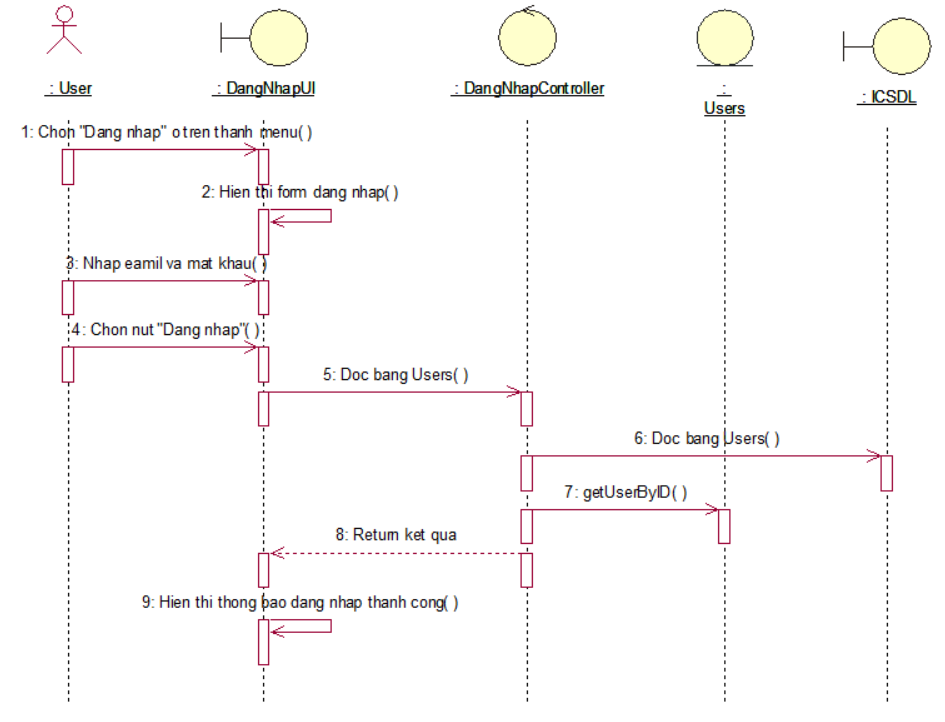 : User
: DangNhapUI
: DangNhapController
:
Users
: ICSDL
1: Chon "Dang nhap" o tren thanh menu( )
2: Hien thi form dang nhap( )
3: Nhap eamil va mat khau( )
4: Chon nut "Dang nhap"( )
5: Doc bang Users( )
6: Doc bang Users( )
7: getUserByID( )
8: Return ket qua
9: Hien thi thong bao dang nhap thanh cong( )